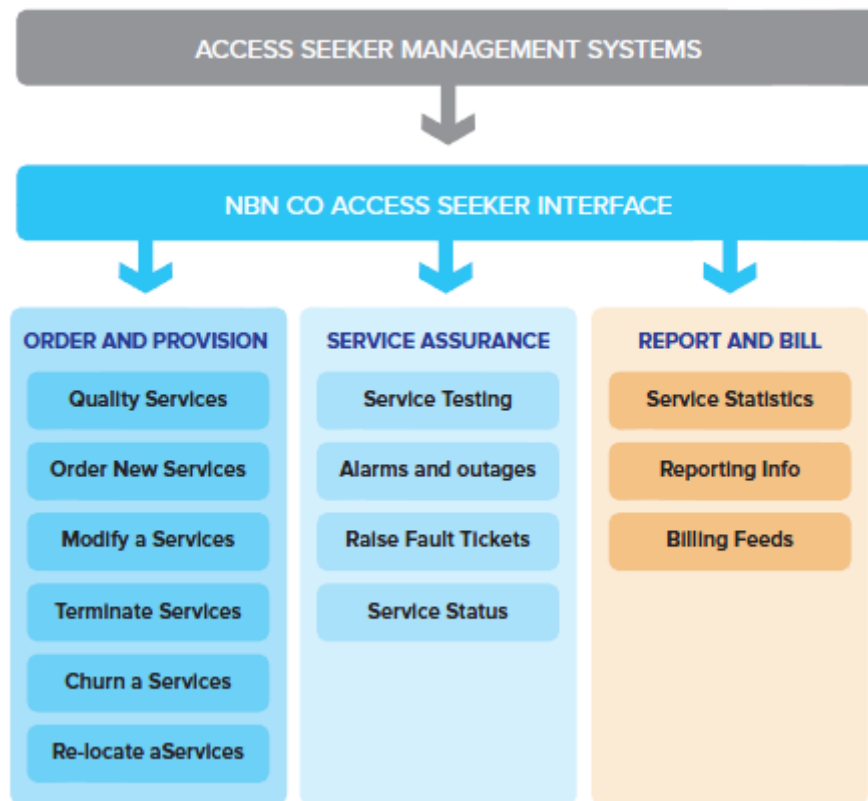 ACCESS SEEKER MANAGEMENT SYSTEMS
NBN CO ACCESS SEEKER INTERFACE
ORDER AND PROVISION
Quality Services
Order New Services
Modify a Services
Terminate Services
Churn a Services
Re-locate aServices
SERVICE ASSURANCE
Service Testing
Alarms and outages
Raise Fault Tickets
Service Status
REPORT AND BILL
Service Statistics
Reporting Info
Billing Feeds